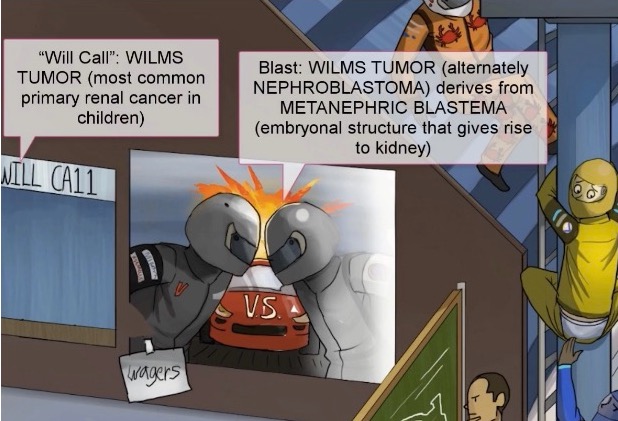 “Will Call”: WILMS
TUMOR (most common
primary renal cancer in
children)
Blast: WILMS TUMOR (alternately
NEPHROBLASTOMA) derives from
METANEPHRIC BLASTEMA
(embryonal structure that gives rise
to kidney)
WILL CA11
V
VS.
wagers